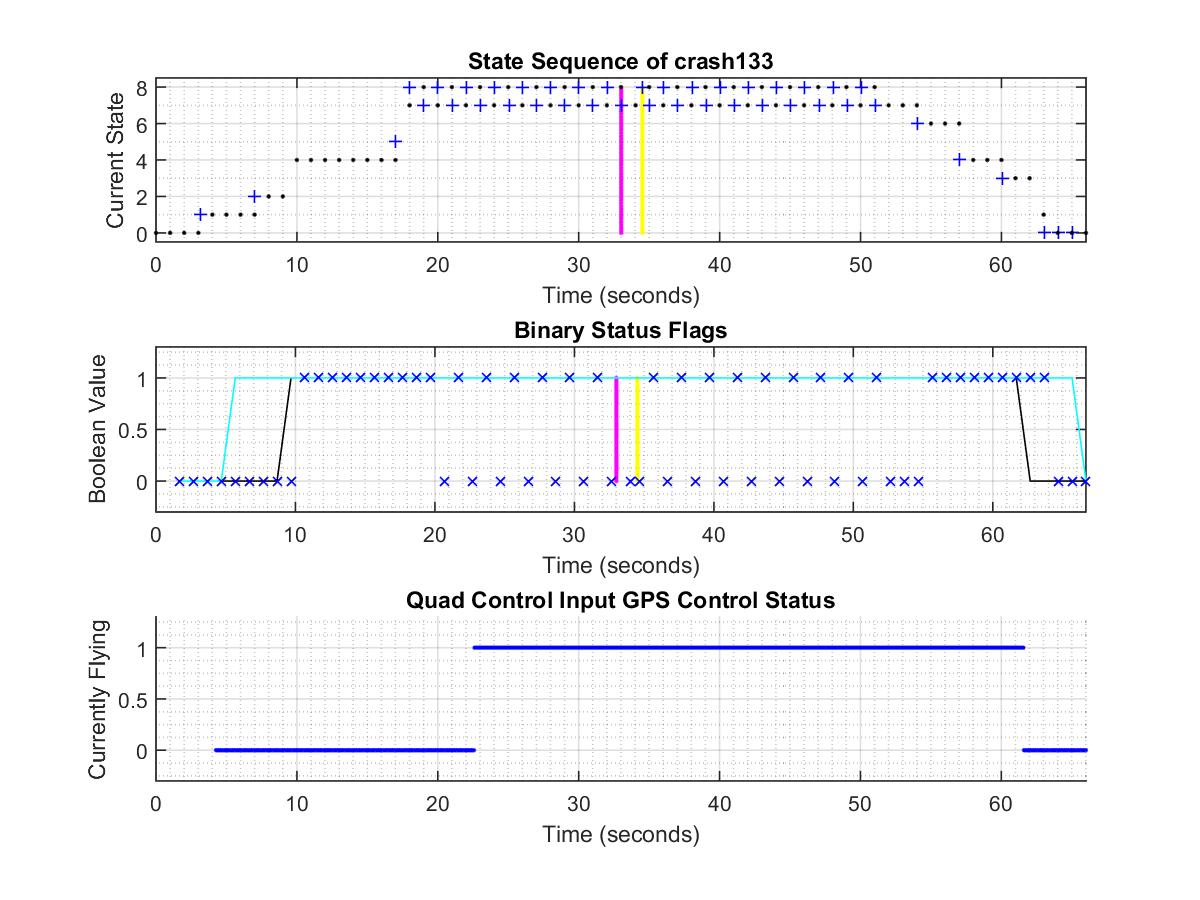 State Sequence of crash133
Current State
8
6
4
2
0
0 10 20 30 40 50 60
Time (seconds)
Binary Status Flags
Boolean Value
1
0.5
0
0 10 20 30 40 50 60
Time (seconds)
Quad Control Input GPS Control Status
Currently Flying
1
0.5
0
0 10 20 30 40 50 60
Time (seconds)